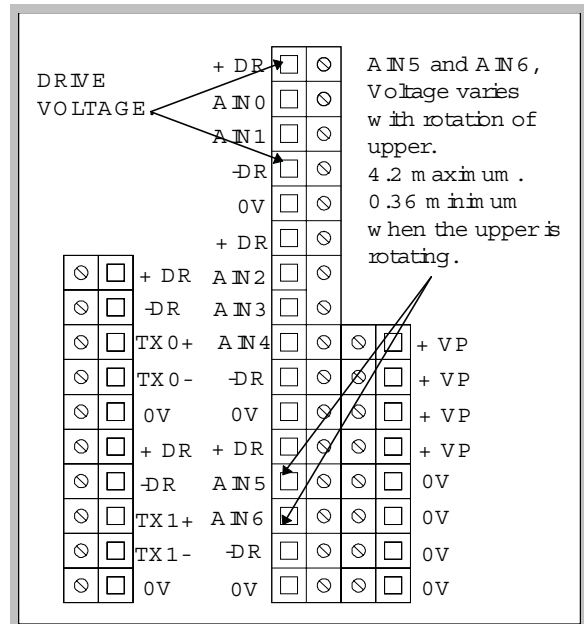 DRIVE
VOLTAGE
+ DR
AIN0
AIN1
-DR
0V
+ DR
AIN2
AIN3
AIN4
-DR
0V
+ DR
AIN5
AIN6
-DR
0V
AIN5 and AIN6,
Voltage varies
with rotation of
upper.
4.2 maximum.
0.36 minimum
when the upper is
rotating.
+ DR
-DR
TX0+
TX0-
0V
+ DR
-DR
TX1+
TX1-
0V
+ VP
+ VP
+ VP
+ VP
0V
0V
0V
0V